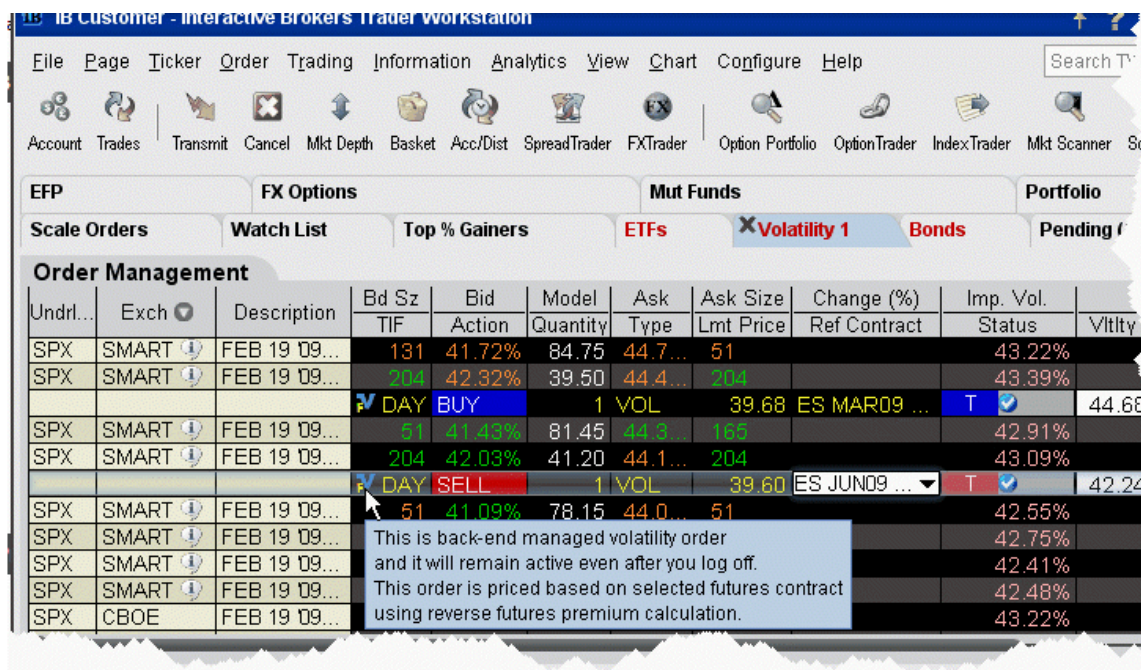 IB Customer - Interactive Brokers Trader Workstation
File Page Ticker Order Trading Information Analytics View Chart Configure Help Search
Account Trades Transmit Cancel Mkt Depth Basket Acc/Dist SpreadTrader FXTrader Option Portfolio OptionTrader IndexTrader Mkt Scanner
EFP FX Options Mut Funds Portfolio
Scale Orders Watch List Top % Gainers ETFs Volatility 1 Bonds Pending (
Order Management
Undrl... Exch Description Bd Sz Bid Model Ask Ask Size Change (%) Imp. Vol.
TIF Action Quantity Type Lmt Price Ref Contract Status Vltlty
SPX SMART FEB 19 '09... 131 41.72% 84.75 44.7... 51 43.22%
SPX SMART FEB 19 '09... 204 42.32% 39.50 44.4... 204 43.39%
DAY BUY 1 VOL 39.68 ES MAR09 ... T 44.68
SPX SMART FEB 19 '09... 51 41.43% 81.45 44.3... 165 42.91%
SPX SMART FEB 19 '09... 204 42.03% 41.20 44.1... 204 43.09%
DAY SELL 1 VOL 39.60 ES JUN09 ... T 42.24
SPX SMART FEB 19 '09... 51 41.09% 78.15 44.0... 51 42.55%
SPX SMART FEB 19 '09... 42.75%
SPX SMART FEB 19 '09... 42.41%
SPX SMART FEB 19 '09... 42.48%
SPX CBOE FEB 19 '09... 43.22%
This is back-end managed volatility order
and it will remain active even after you log off.
This order is priced based on selected futures contract
using reverse futures premium calculation.